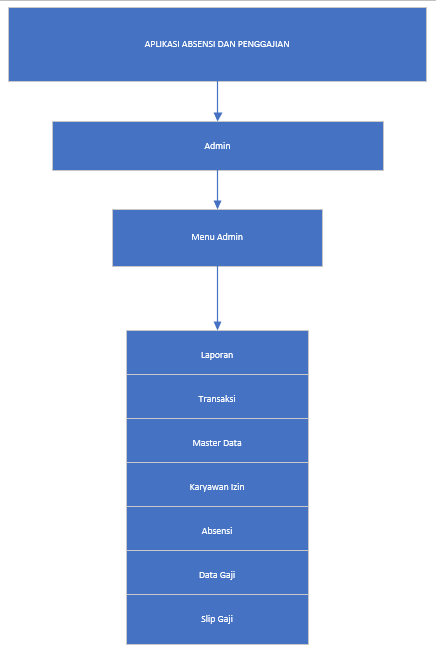 APLIKASI ABSENSI DAN PENGGAJIAN
Admin
Menu Admin
Laporan
Transaksi
Master Data
Karyawan Izin
Absensi
Data Gaji
Slip Gaji